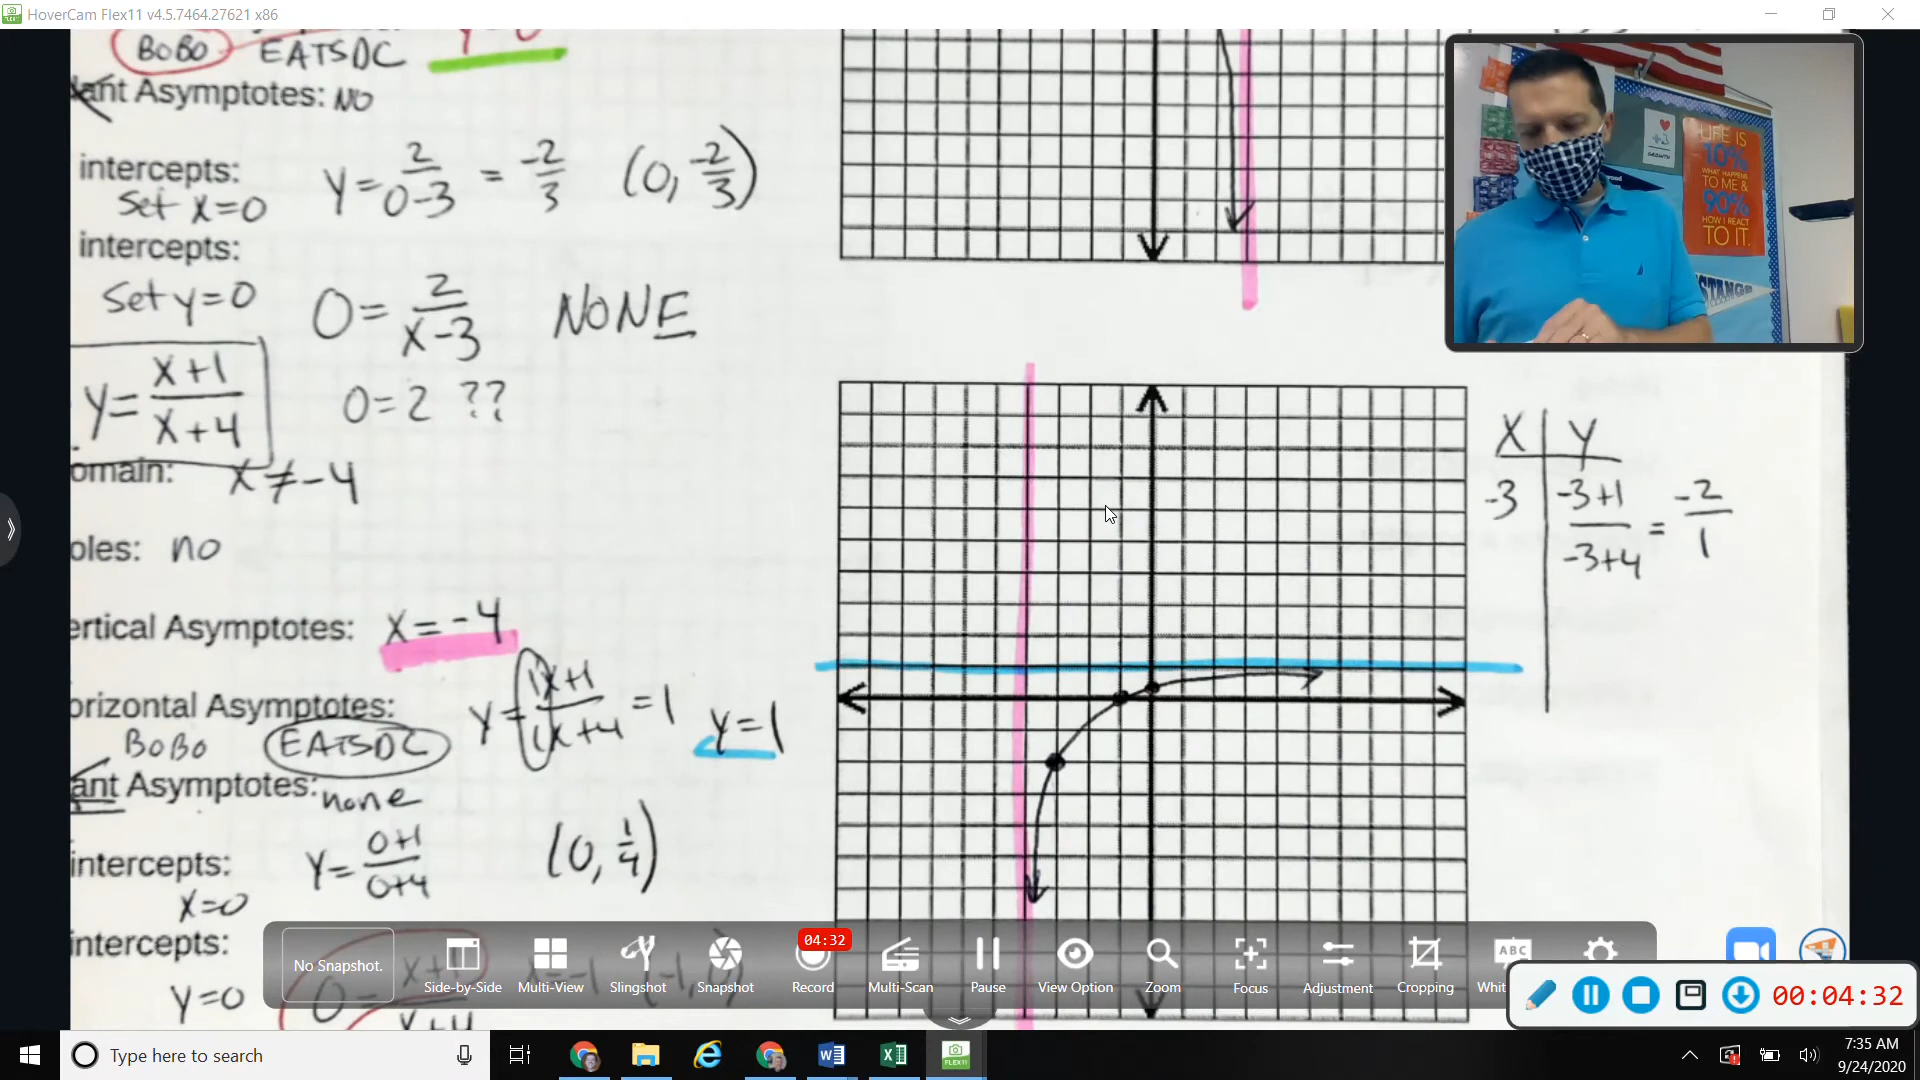 HoverCam Flex11 v4.5.7464.27621 x86
BOBO EATSDC
ant Asymptotes: NO
intercepts:
Set x=0
y = 2/0-3 = -2/3 (0, -2/3)
intercepts:
Set y=0
0 = 2/x-3 NONE
0=2 ??
y = x+1/x+4
omain: x ≠ -4
oles: no
ertical Asymptotes: x = -4
orizontal Asymptotes:
BOBO EATSDC
y = 1x+1/1x+4 = 1 y=1
ant Asymptotes: none
intercepts:
x=0
y = 0+1/0+4 (0, 1/4)
intercepts:
y=0
X | Y
-3 | -3+1/-3+4 = -2/1
LIFE IS
10%
WHAT HAPPENS
TO ME &
90%
HOW I REACT
TO IT.
GROWTH
STANGS
No Snapshot.
Side-by-Side
Multi-View
Slingshot
Snapshot
04:32
Record
Multi-Scan
Pause
View Option
Zoom
Focus
Adjustment
Cropping
ABC
Whit
00:04:32
Type here to search
FLEX11
7:35 AM
9/24/2020